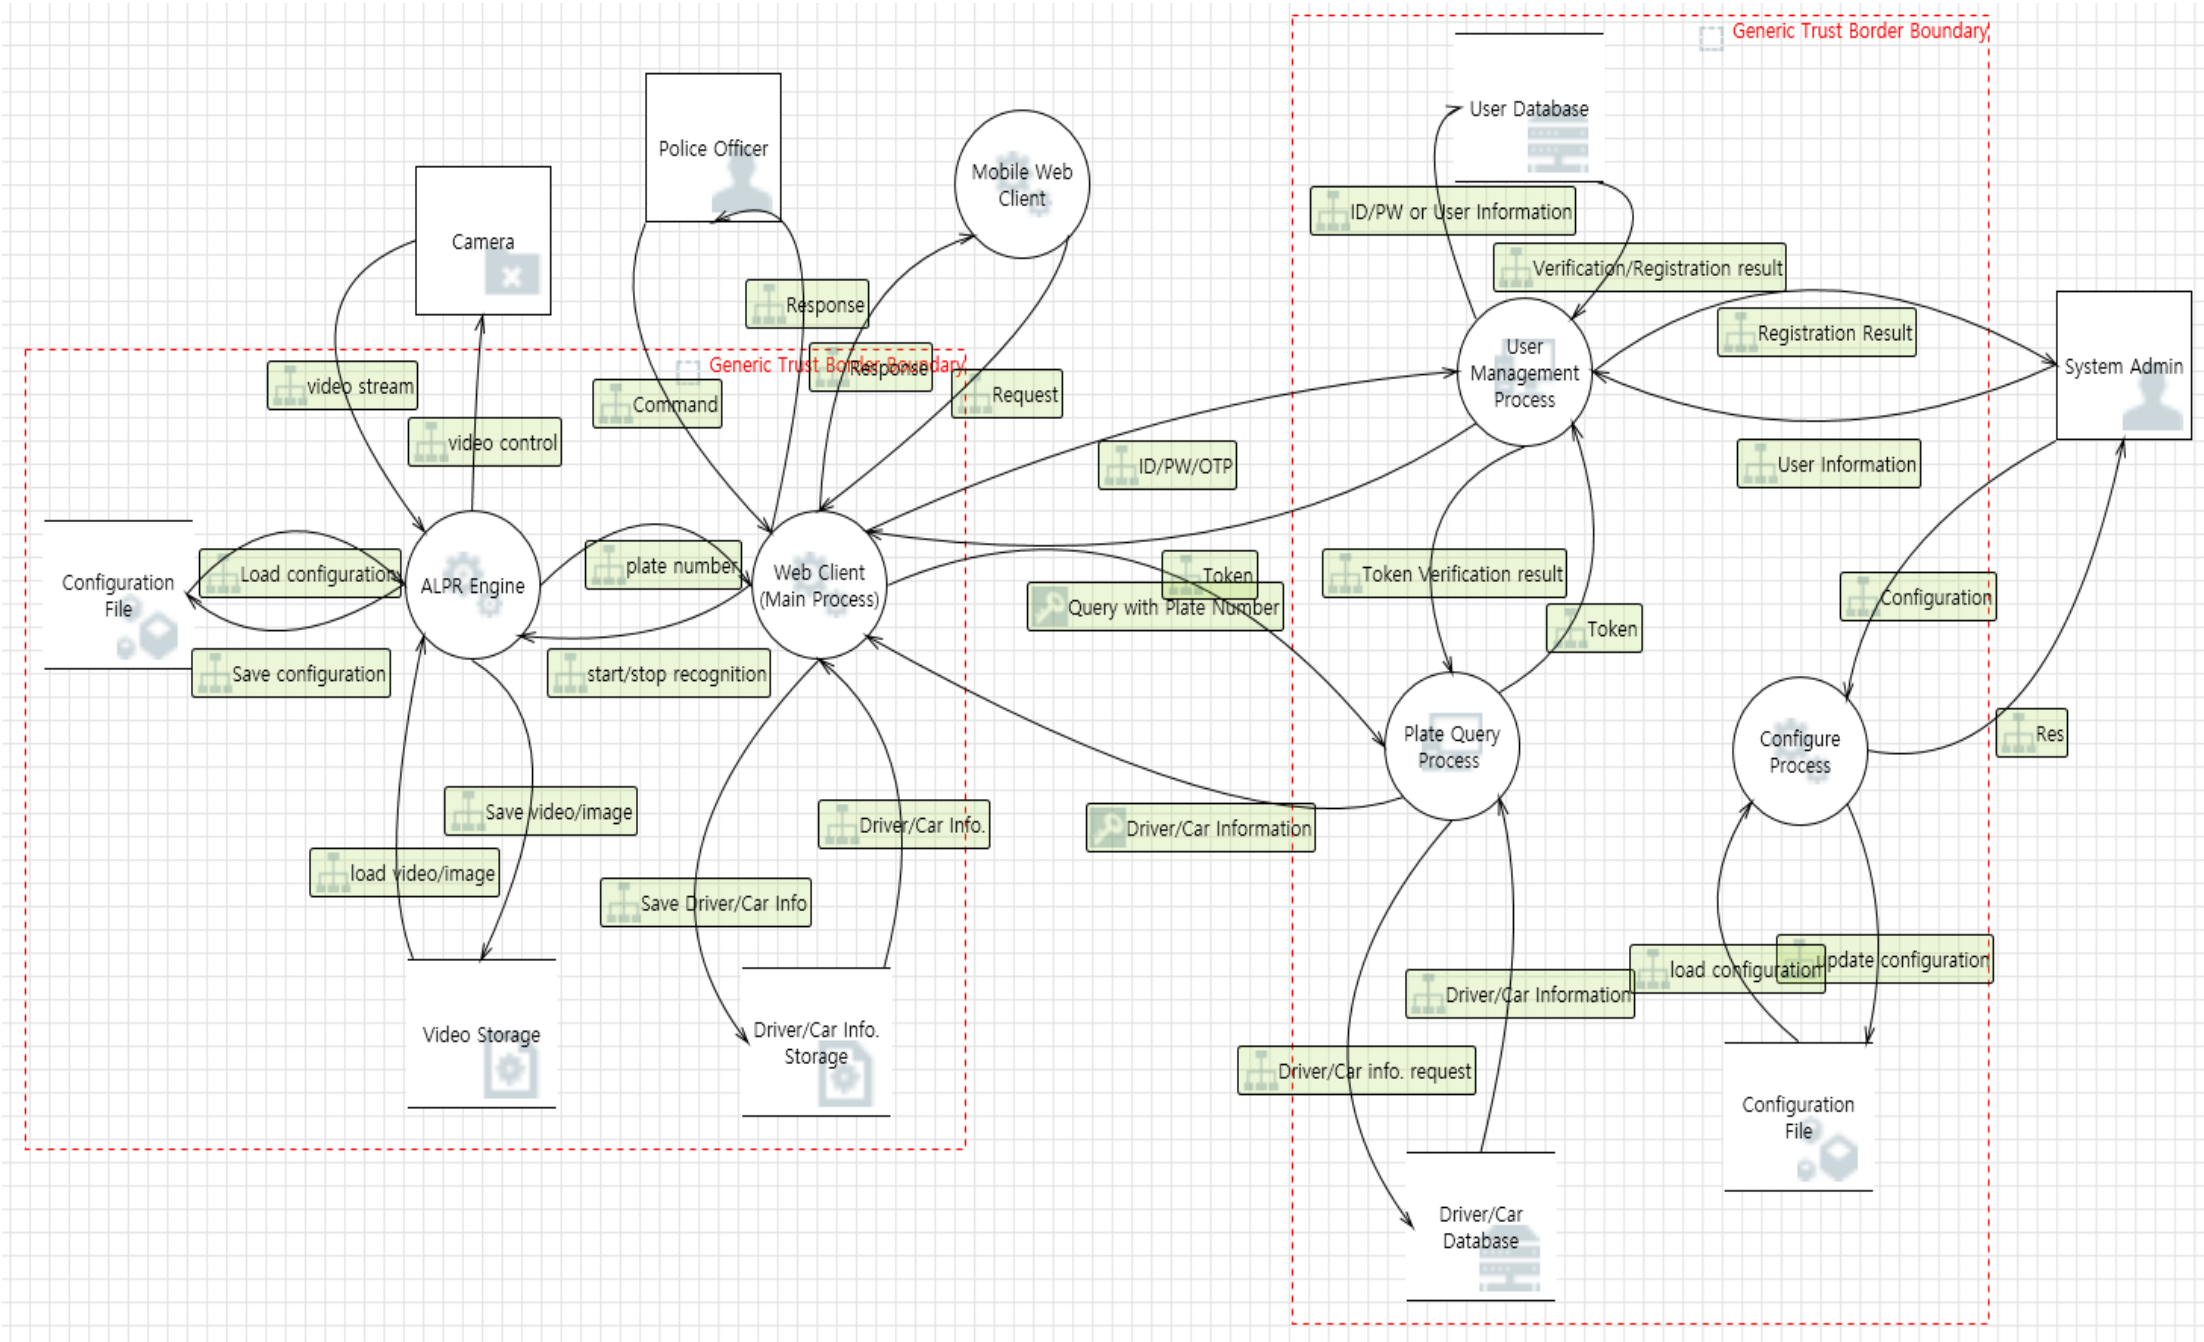 Generic Trust Border Boundary
User Database
Police Officer
Mobile Web
Client
ID/PW or User Information
Camera
Verification/Registration result
Response
Registration Result
User
Management
Process
System Admin
Generic Trust Border Boundary
Response
video stream
Command
Request
video control
ID/PW/OTP
User Information
Configuration
File
Load configuration
ALPR Engine
plate number
Web Client
(Main Process)
Token
Query with Plate Number
Token Verification result
Configuration
Token
Save configuration
start/stop recognition
Plate Query
Process
Configure
Process
Res
Save video/image
Driver/Car Info.
Driver/Car Information
load video/image
Save Driver/Car Info
update configuration
load configuration
Driver/Car Information
Video Storage
Driver/Car Info.
Storage
Driver/Car info. request
Configuration
File
Driver/Car
Database